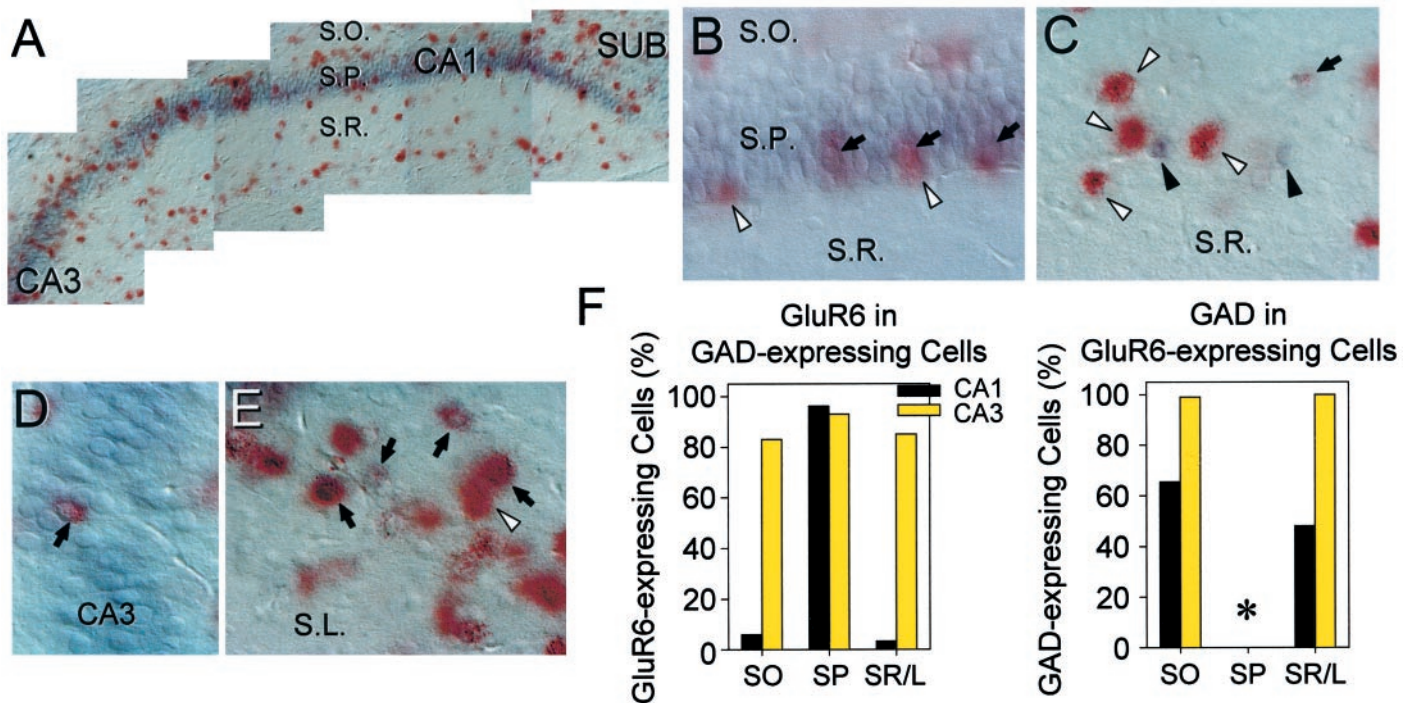 A
S.O.
CA1
SUB
S.P.
S.R.
CA3
B
S.O.
S.P.
S.R.
C
S.R.
D
CA3
E
S.L.
F
GluR6 in
GAD-expressing Cells
GluR6-expressing Cells (%)
100
80
60
40
20
0
SO SP SR/L
CA1
CA3
GAD in
GluR6-expressing Cells
GAD-expressing Cells (%)
100
80
60
40
20
0
*
SO SP SR/L